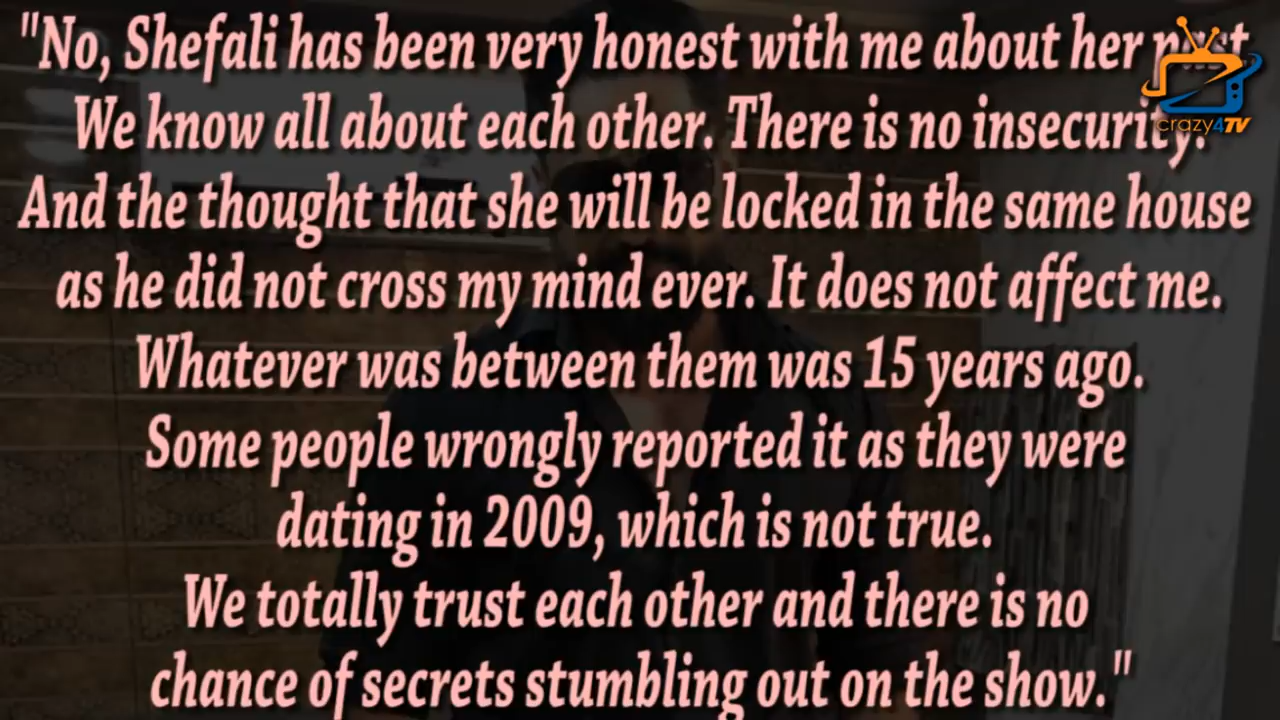 "No, Shefali has been very honest with me about her past.
We know all about each other. There is no insecurity.
And the thought that she will be locked in the same house
as he did not cross my mind ever. It does not affect me.
Whatever was between them was 15 years ago.
Some people wrongly reported it as they were
dating in 2009, which is not true.
We totally trust each other and there is no
chance of secrets stumbling out on the show."
crazy4TV